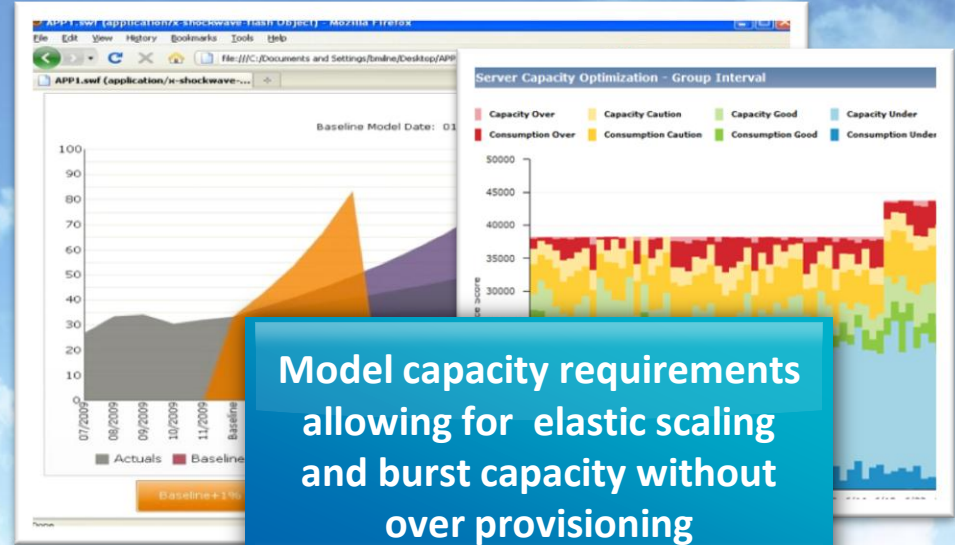 APP1.swf (application/x-shockwave-flash Object) - Mozilla Firefox
File Edit View History Bookmarks Tools Help
file:///C:/Documents and Settings/bmilne/Desktop/APP
APP1.swf (application/x-shockwave-...
Baseline Model Date: 01
100
90
80
70
60
50
40
30
20
10
0
07/2009
08/2009
09/2009
10/2009
11/2009
Baseline
Actuals
Baseline
Baseline+1%
Server Capacity Optimization - Group Interval
Capacity Over
Capacity Caution
Capacity Good
Capacity Under
Consumption Over
Consumption Caution
Consumption Good
Consumption Under
50000
45000
40000
35000
30000
Score
Model capacity requirements
allowing for elastic scaling
and burst capacity without
over provisioning